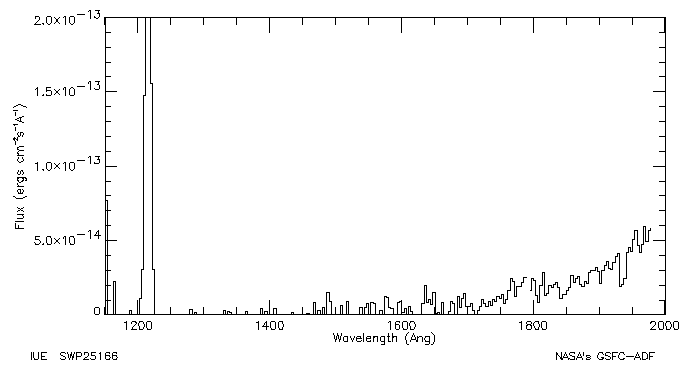 2.0×10⁻¹³
1.5×10⁻¹³
1.0×10⁻¹³
5.0×10⁻¹⁴
0
Flux (ergs cm⁻²s⁻¹A⁻¹)
1200 1400 1600 1800 2000
Wavelength (Ang)
IUE SWP25166 NASA's GSFC–ADF